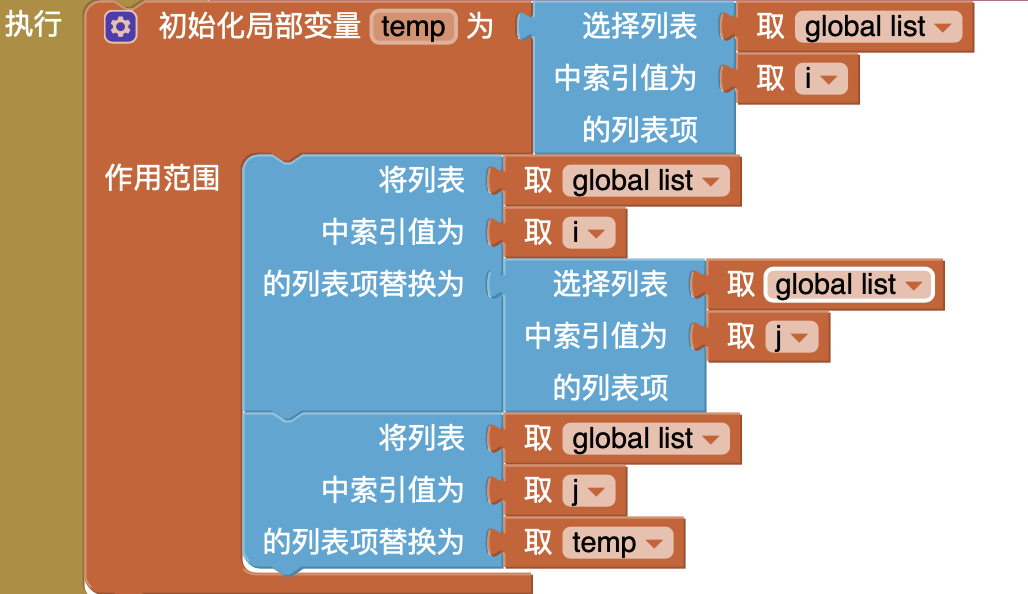 执行 初始化局部变量 temp 为 选择列表 取 global list
中索引值为 取 i
的列表项
作用范围 将列表 取 global list
中索引值为 取 i
的列表项替换为 选择列表 取 global list
中索引值为 取 j
的列表项
将列表 取 global list
中索引值为 取 j
的列表项替换为 取 temp